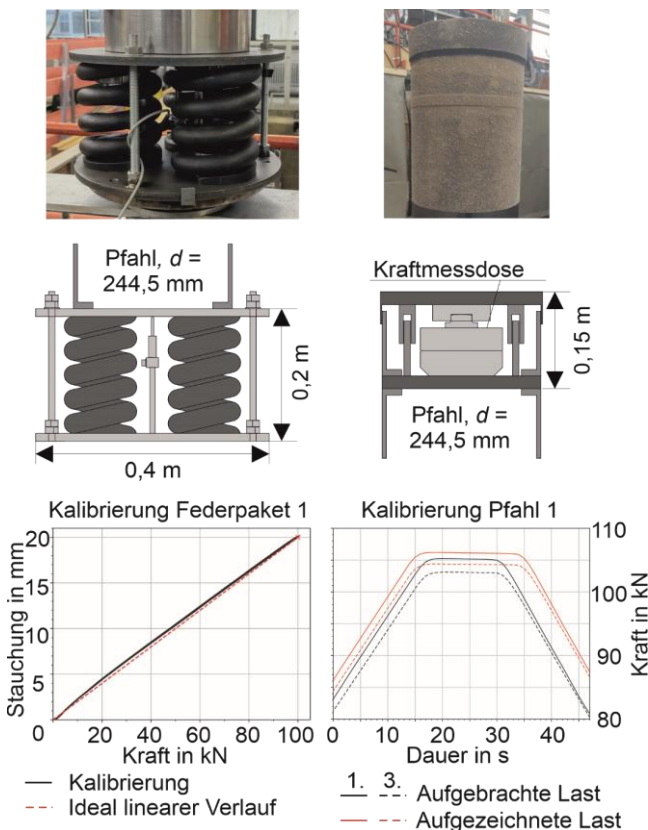 Pfahl, d =
244,5 mm
0,2 m
0,4 m
Kraftmessdose
0,15 m
Pfahl, d =
244,5 mm
Kalibrierung Federpaket 1
Stauchung in mm
20
15
10
5
0
20
40
60
80
100
Kraft in kN
Kalibrierung
Ideal linearer Verlauf
Kalibrierung Pfahl 1
110
100
90
80
Kraft in kN
0
10
20
30
40
Dauer in s
1. 3.
Aufgebrachte Last
Aufgezeichnete Last